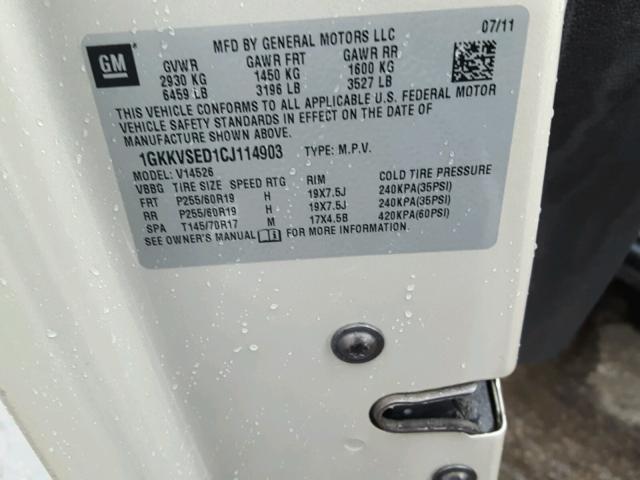 MFD BY GENERAL MOTORS LLC 07/11
GM
GVWR GAWR FRT GAWR RR
2930 KG 1450 KG 1600 KG
6459 LB 3196 LB 3527 LB
THIS VEHICLE CONFORMS TO ALL APPLICABLE U.S. FEDERAL MOTOR
VEHICLE SAFETY STANDARDS IN EFFECT ON THE DATE OF
MANUFACTURE SHOWN ABOVE.
1GKKVSED1CJ114903 TYPE: M.P.V.
MODEL: V14526
VBBG TIRE SIZE SPEED RTG RIM COLD TIRE PRESSURE
FRT P255/60R19 H 19X7.5J 240KPA(35PSI)
RR P255/60R19 H 19X7.5J 240KPA(35PSI)
SPA T145/70R17 M 17X4.5B 420KPA(60PSI)
SEE OWNER'S MANUAL FOR MORE INFORMATION.